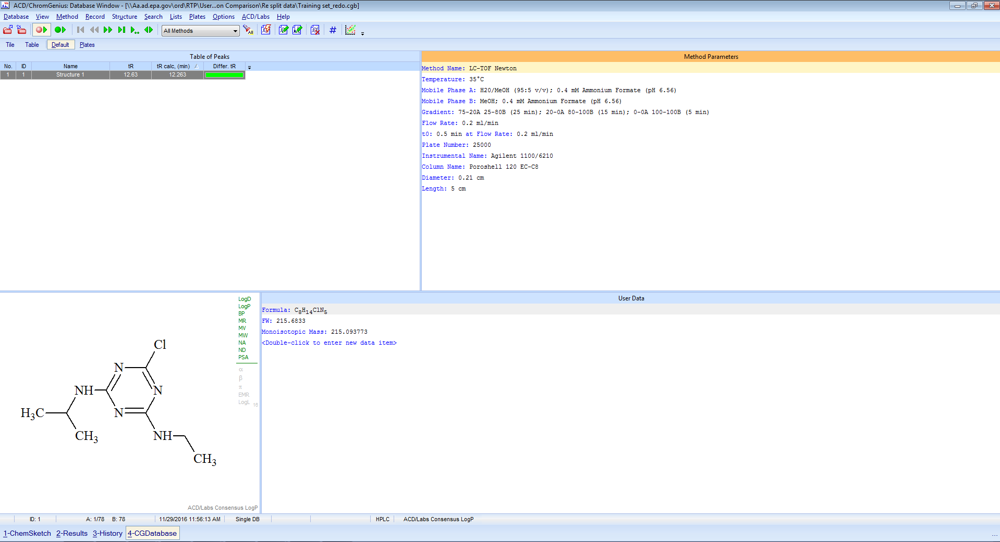 ACD/ChromGenius: Database Window - [\\Aa.ad.epa.gov\ord\RTP\User...on Comparison\Re split data\Training set_redo.cgb]
Database View Method Record Structure Search Lists Plates Options ACD/Labs Help
All Methods
All
#
Tile Table Default Plates
Table of Peaks
No. ID Name tR tR calc, (min) Differ. tR
1 1 Structure 1 12.63 12.263
Method Parameters
Method Name: LC-TOF Newton
Temperature: 35°C
Mobile Phase A: H20/MeOH (95:5 v/v); 0.4 mM Ammonium Formate (pH 6.56)
Mobile Phase B: MeOH; 0.4 mM Ammonium Formate (pH 6.56)
Gradient: 75-20A 25-80B (25 min); 20-0A 80-100B (15 min); 0-0A 100-100B (5 min)
Flow Rate: 0.2 ml/min
t0: 0.5 min at Flow Rate: 0.2 ml/min
Plate Number: 25000
Instrumental Name: Agilent 1100/6210
Column Name: Poroshell 120 EC-C8
Diameter: 0.21 cm
Length: 5 cm
LogD
LogP
BP
MR
MV
MW
NA
ND
PSA
α
β
π
EMR
LogL 16
Cl
N
NH
N
H3C
N
CH3
NH
CH3
ACD/Labs Consensus LogP
User Data
Formula: C8H14ClN5
FW: 215.6833
Monoisotopic Mass: 215.093773
<Double-click to enter new data item>
ID: 1 A: 1/78 B: 78 11/29/2016 11:56:13 AM Single DB HPLC ACD/Labs Consensus LogP
1-ChemSketch 2-Results 3-History 4-CGDatabase ...